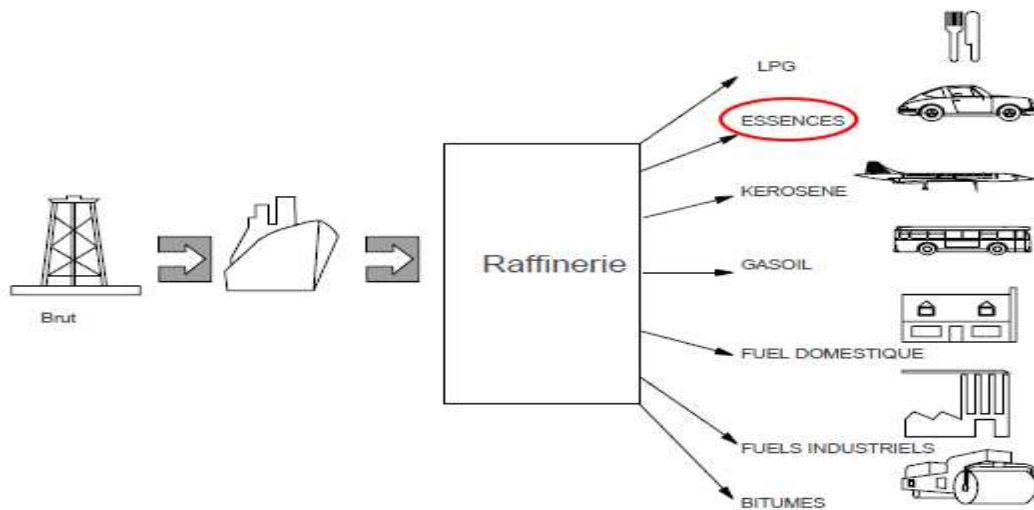 LPG
ESSENCES
KEROSENE
Raffinerie
GASOIL
Brut
FUEL DOMESTIQUE
FUELS INDUSTRIELS
BITUMES